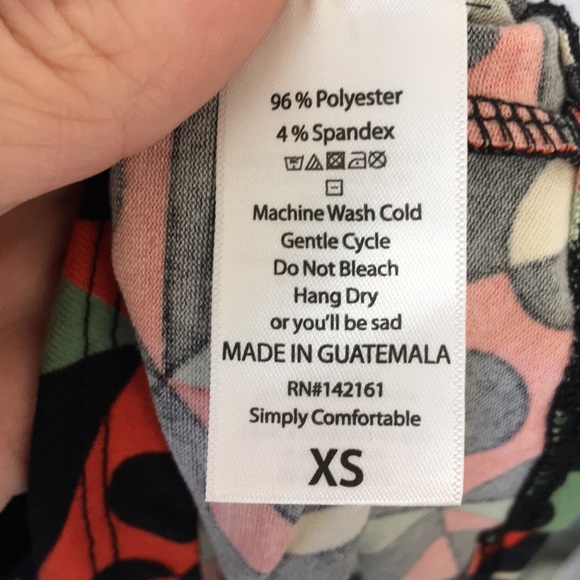 96 % Polyester
4 % Spandex
Machine Wash Cold
Gentle Cycle
Do Not Bleach
Hang Dry
or you'll be sad
MADE IN GUATEMALA
RN#142161
Simply Comfortable
XS